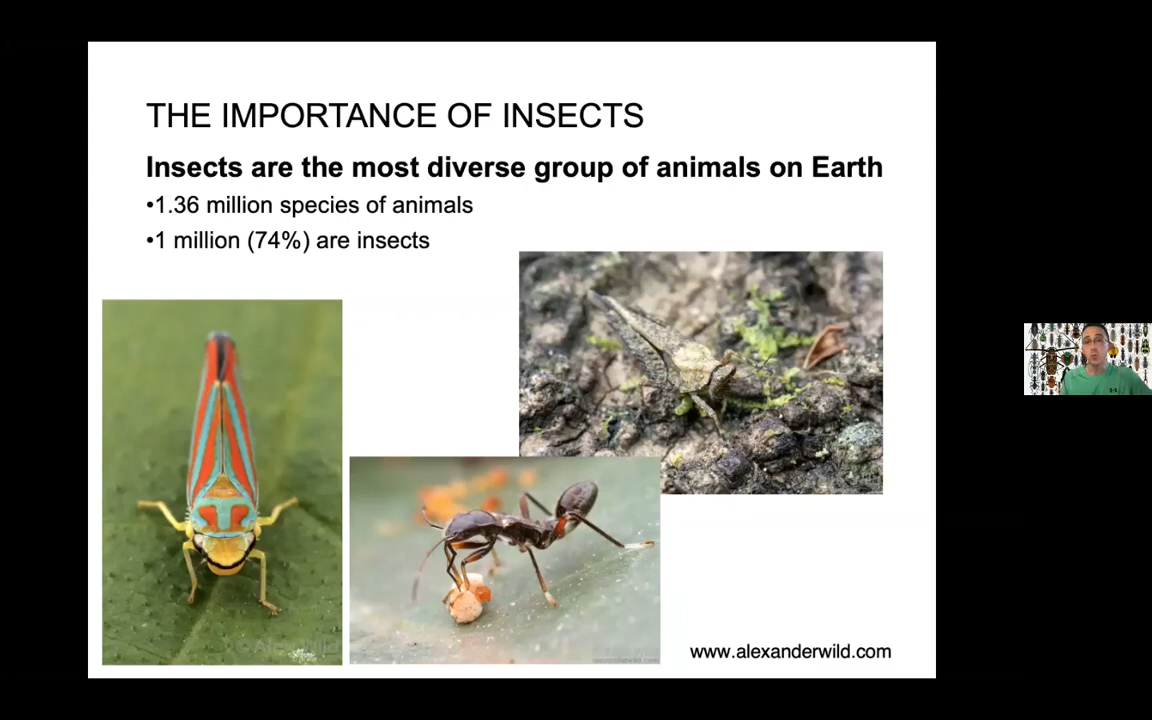 THE IMPORTANCE OF INSECTS
Insects are the most diverse group of animals on Earth
•1.36 million species of animals
•1 million (74%) are insects
www.alexanderwild.com